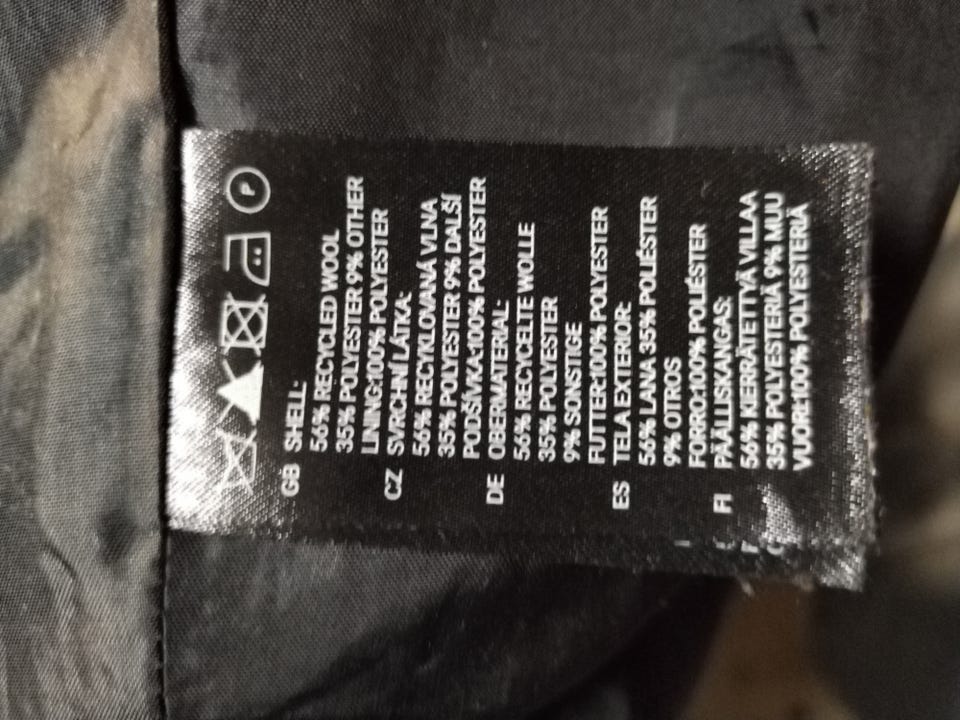 P
GB SHELL:
56% RECYCLED WOOL
35% POLYESTER 9% OTHER
LINING:100% POLYESTER
CZ SVRCHNÍ LÁTKA:
56% RECYKLOVANÁ VLNA
35% POLYESTER 9% DALŠÍ
PODŠÍVKA:100% POLYESTER
DE OBERMATERIAL:
56% RECYCELTE WOLLE
35% POLYESTER
9% SONSTIGE
FUTTER:100% POLYESTER
ES TELA EXTERIOR:
56% LANA 35% POLIÉSTER
9% OTROS
FORRO:100% POLIÉSTER
FI PÄÄLLISKANGAS:
56% KIERRÄTETTYÄ VILLAA
35% POLYESTERIÄ 9% MUU
VUORI:100% POLYESTERIÄ